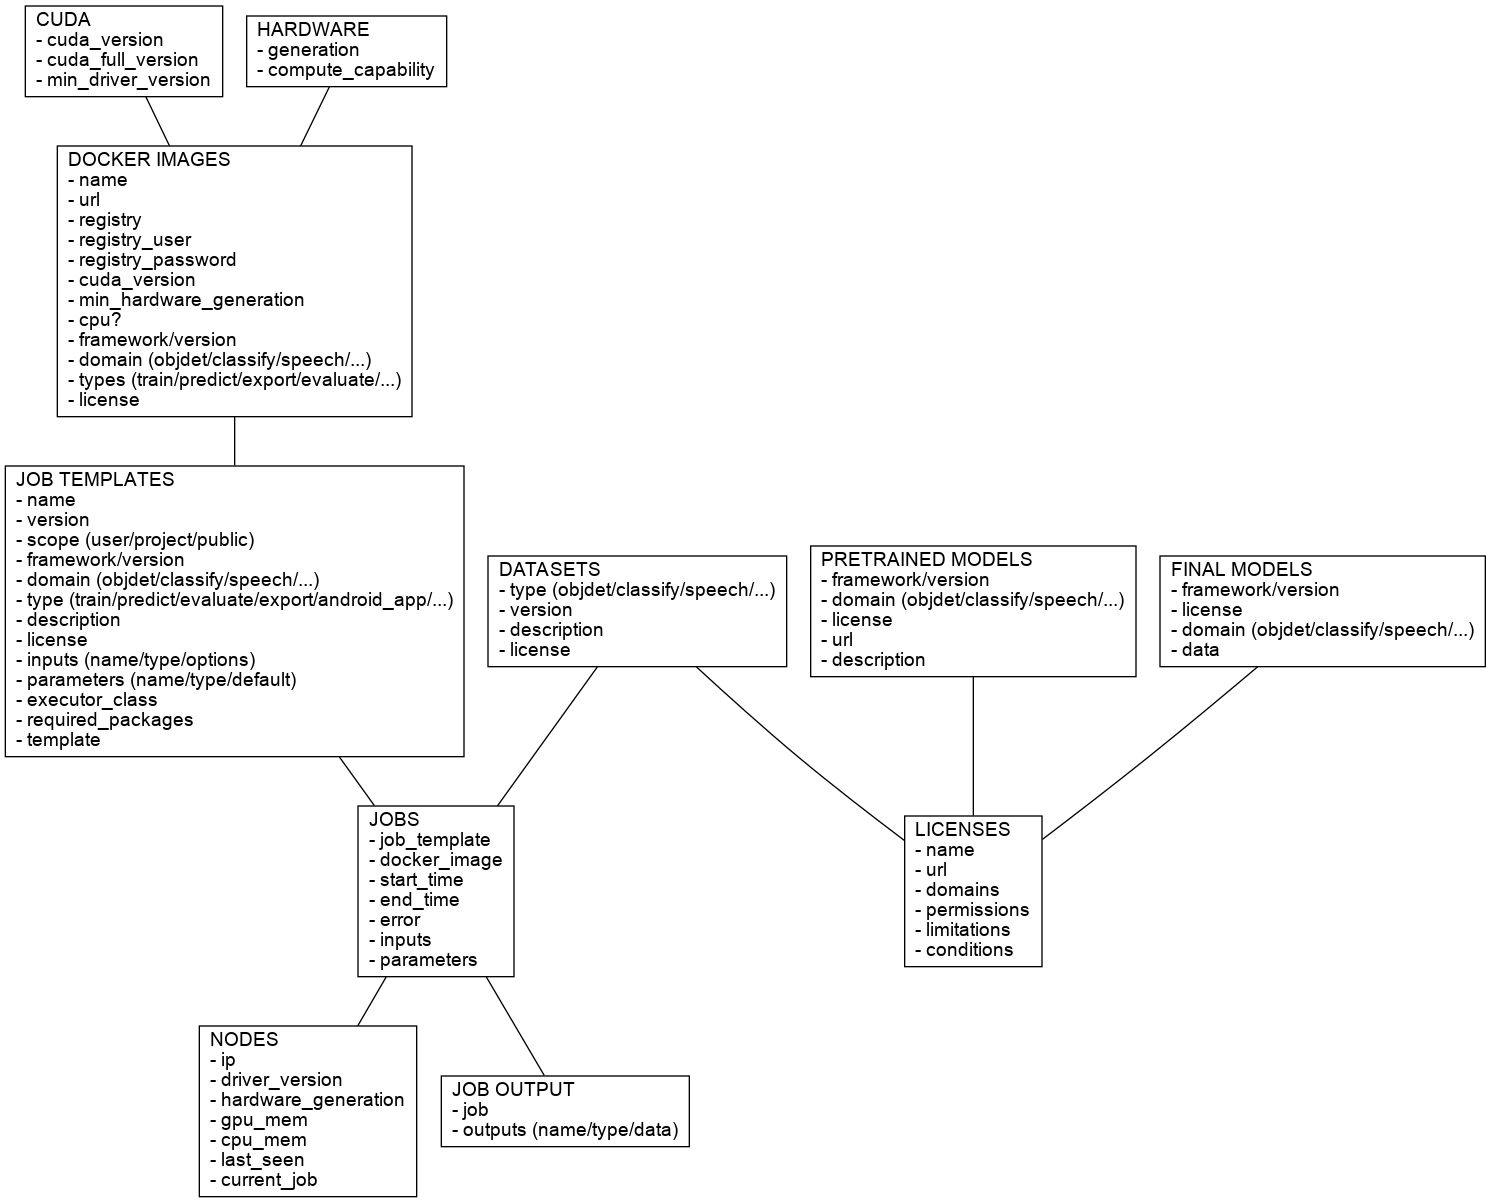 CUDA
- cuda_version
- cuda_full_version
- min_driver_version
HARDWARE
- generation
- compute_capability
DOCKER IMAGES
- name
- url
- registry
- registry_user
- registry_password
- cuda_version
- min_hardware_generation
- cpu?
- framework/version
- domain (objdet/classify/speech/...)
- types (train/predict/export/evaluate/...)
- license
JOB TEMPLATES
- name
- version
- scope (user/project/public)
- framework/version
- domain (objdet/classify/speech/...)
- type (train/predict/evaluate/export/android_app/...)
- description
- license
- inputs (name/type/options)
- parameters (name/type/default)
- executor_class
- required_packages
- template
DATASETS
- type (objdet/classify/speech/...)
- version
- description
- license
PRETRAINED MODELS
- framework/version
- domain (objdet/classify/speech/...)
- license
- url
- description
FINAL MODELS
- framework/version
- license
- domain (objdet/classify/speech/...)
- data
JOBS
- job_template
- docker_image
- start_time
- end_time
- error
- inputs
- parameters
LICENSES
- name
- url
- domains
- permissions
- limitations
- conditions
NODES
- ip
- driver_version
- hardware_generation
- gpu_mem
- cpu_mem
- last_seen
- current_job
JOB OUTPUT
- job
- outputs (name/type/data)